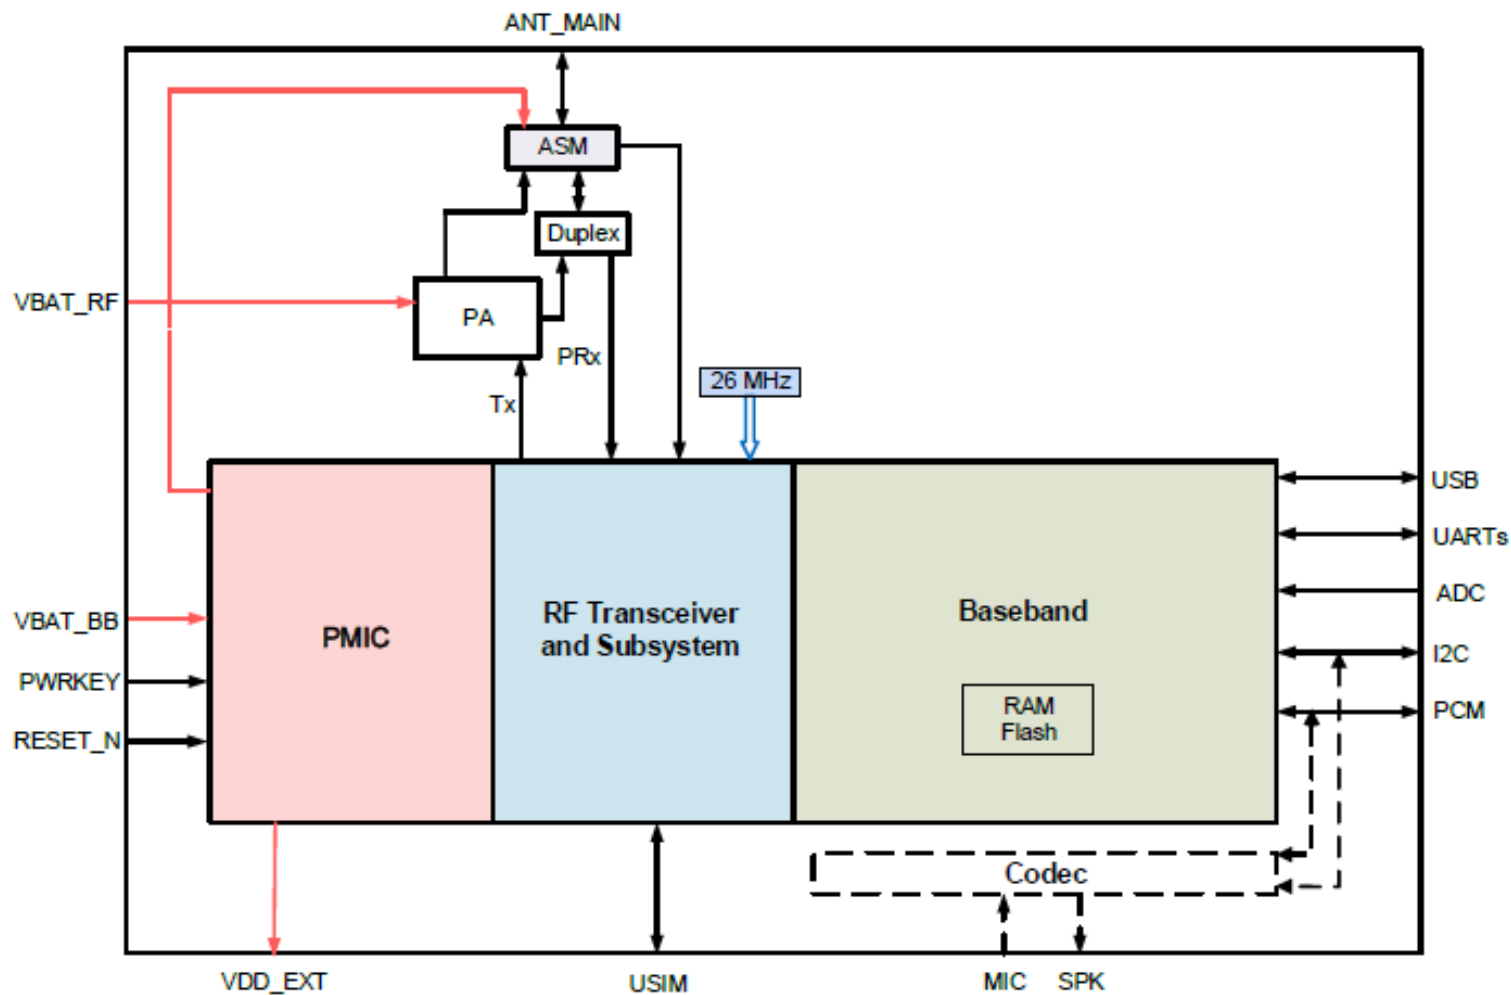 ANT_MAIN
ASM
Duplex
VBAT_RF
PA
PRx
26 MHz
Tx
USB
UARTs
ADC
VBAT_BB
RF Transceiver
and Subsystem
Baseband
PMIC
I2C
PWRKEY
RAM
Flash
PCM
RESET_N
Codec
VDD_EXT
USIM
MIC
SPK